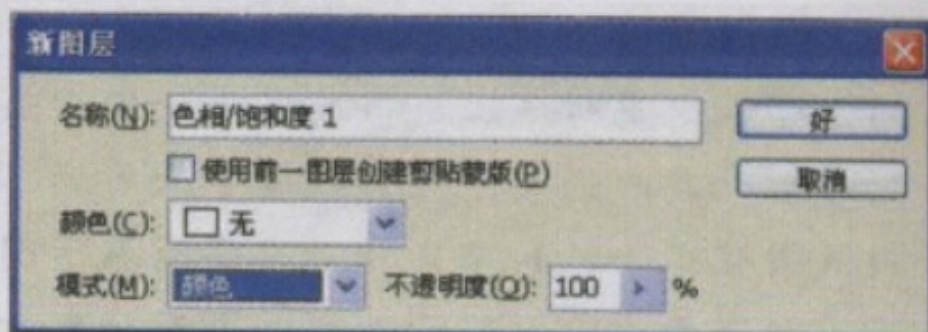 新图层
名称(N): 色相/饱和度 1 好
使用前一图层创建剪贴蒙版(P) 取消
颜色(C): 无
模式(M): 颜色 不透明度(O): 100 %